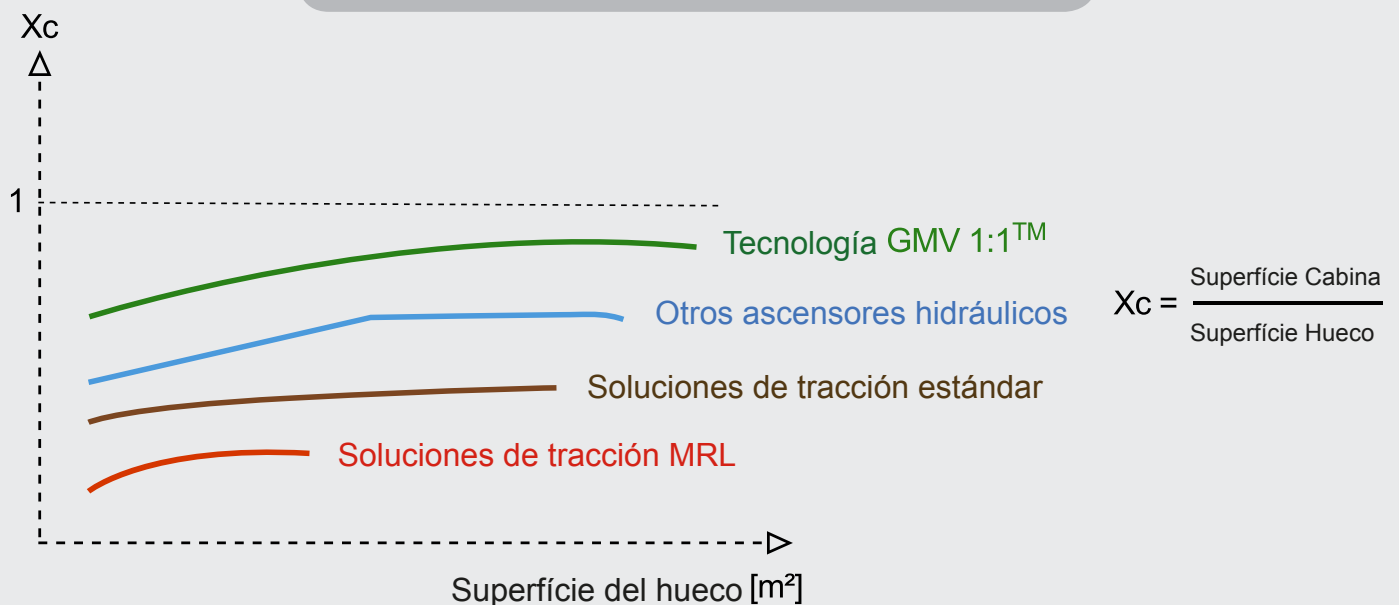 Xc
1
Tecnología GMV 1:1™
Otros ascensores hidráulicos
Xc = Superfície Cabina
Superfície Hueco
Soluciones de tracción estándar
Soluciones de tracción MRL
Superfície del hueco [m²]